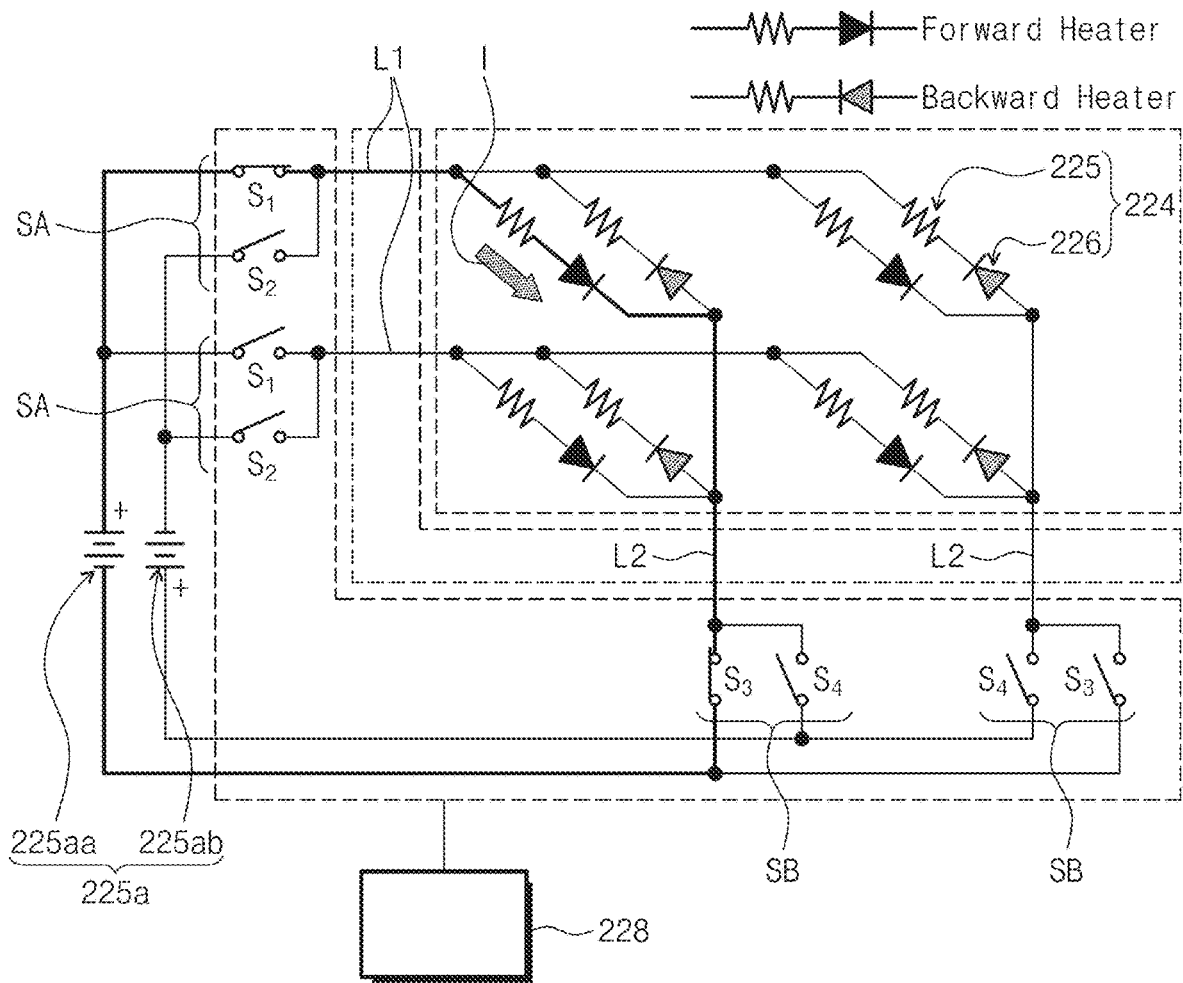 Forward Heater
Backward Heater
L1
I
S₁
SA
S₂
225
224
226
S₁
SA
S₂
+
+
L2
L2
S₃
S₄
S₄
S₃
225aa
225ab
225a
SB
SB
228